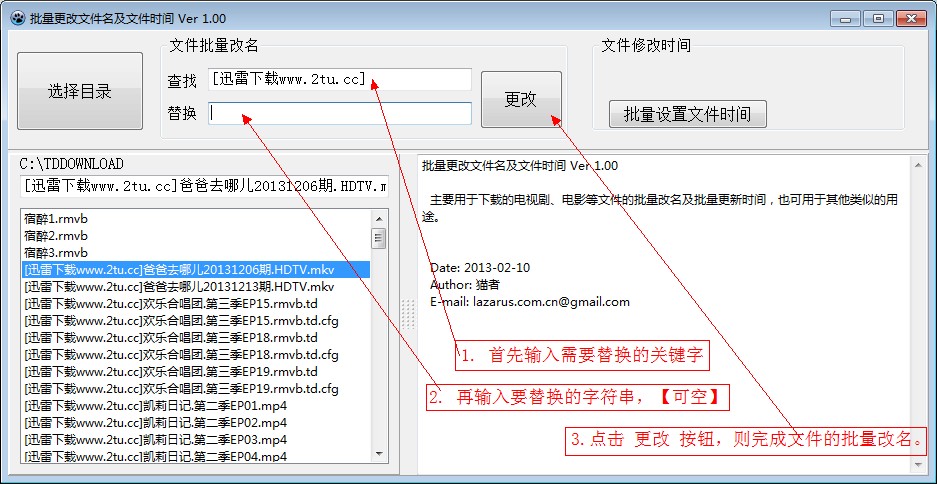 批量更改文件名及文件时间 Ver 1.00
选择目录
文件批量改名
查找
[迅雷下载www.2tu.cc]
替换
更改
文件修改时间
批量设置文件时间
C:\TDDOWNLOAD
[迅雷下载www.2tu.cc]爸爸去哪儿20131206期.HDTV.m
宿醉1.rmvb
宿醉2.rmvb
宿醉3.rmvb
[迅雷下载www.2tu.cc]爸爸去哪儿20131206期.HDTV.mkv
[迅雷下载www.2tu.cc]爸爸去哪儿20131213期.HDTV.mkv
[迅雷下载www.2tu.cc]欢乐合唱团.第三季EP15.rmvb.td
[迅雷下载www.2tu.cc]欢乐合唱团.第三季EP15.rmvb.td.cfg
[迅雷下载www.2tu.cc]欢乐合唱团.第三季EP18.rmvb.td
[迅雷下载www.2tu.cc]欢乐合唱团.第三季EP18.rmvb.td.cfg
[迅雷下载www.2tu.cc]欢乐合唱团.第三季EP19.rmvb.td
[迅雷下载www.2tu.cc]欢乐合唱团.第三季EP19.rmvb.td.cfg
[迅雷下载www.2tu.cc]凯莉日记.第二季EP01.mp4
[迅雷下载www.2tu.cc]凯莉日记.第二季EP02.mp4
[迅雷下载www.2tu.cc]凯莉日记.第二季EP03.mp4
[迅雷下载www.2tu.cc]凯莉日记.第二季EP04.mp4
批量更改文件名及文件时间 Ver 1.00
主要用于下载的电视剧、电影等文件的批量改名及批量更新时间，也可用于其他类似的用
途。
Date: 2013-02-10
Author: 猫者
E-mail: lazarus.com.cn@gmail.com
1. 首先输入需要替换的关键字
2. 再输入要替换的字符串，【可空】
3.点击 更改 按钮，则完成文件的批量改名。